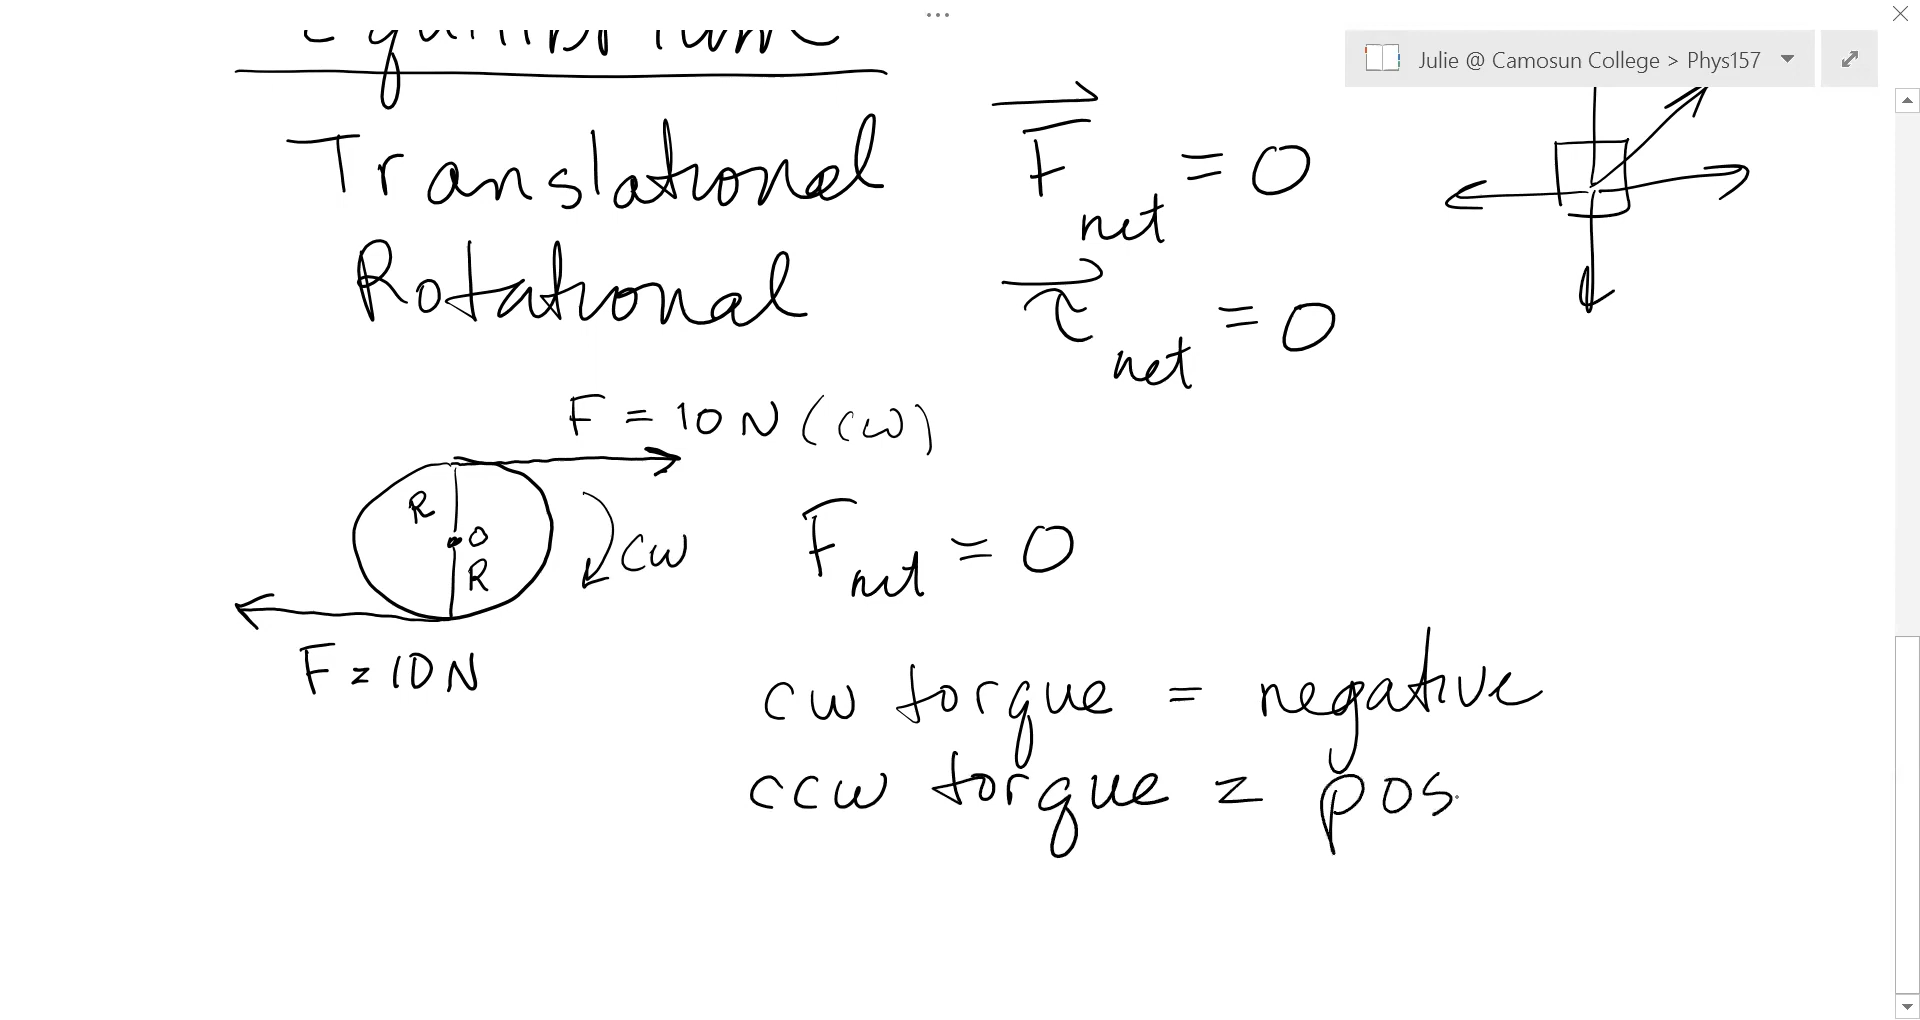 Equilibrium
Julie @ Camosun College > Phys157
Translational F net = 0
Rotational τ net = 0
F = 10 N (cw)
R
O
R
cw
F net = 0
F = 10 N
cw torque = negative
ccw torque = pos